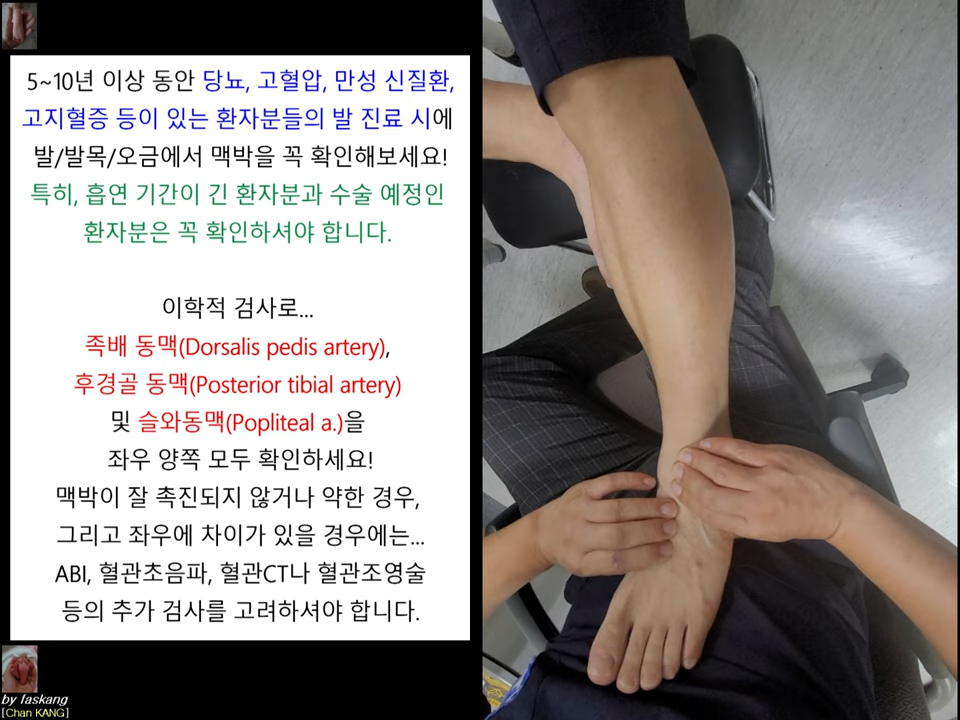 5~10년 이상 동안 당뇨, 고혈압, 만성 신질환,
고지혈증 등이 있는 환자분들의 발 진료 시에
발/발목/오금에서 맥박을 꼭 확인해보세요!
특히, 흡연 기간이 긴 환자분과 수술 예정인
환자분은 꼭 확인하셔야 합니다.
이학적 검사로...
족배 동맥(Dorsalis pedis artery),
후경골 동맥(Posterior tibial artery)
및 슬와동맥(Popliteal a.)을
좌우 양쪽 모두 확인하세요!
맥박이 잘 촉진되지 않거나 약한 경우,
그리고 좌우에 차이가 있을 경우에는...
ABI, 혈관초음파, 혈관CT나 혈관조영술
등의 추가 검사를 고려하셔야 합니다.
by faskang
[Chan KANG]